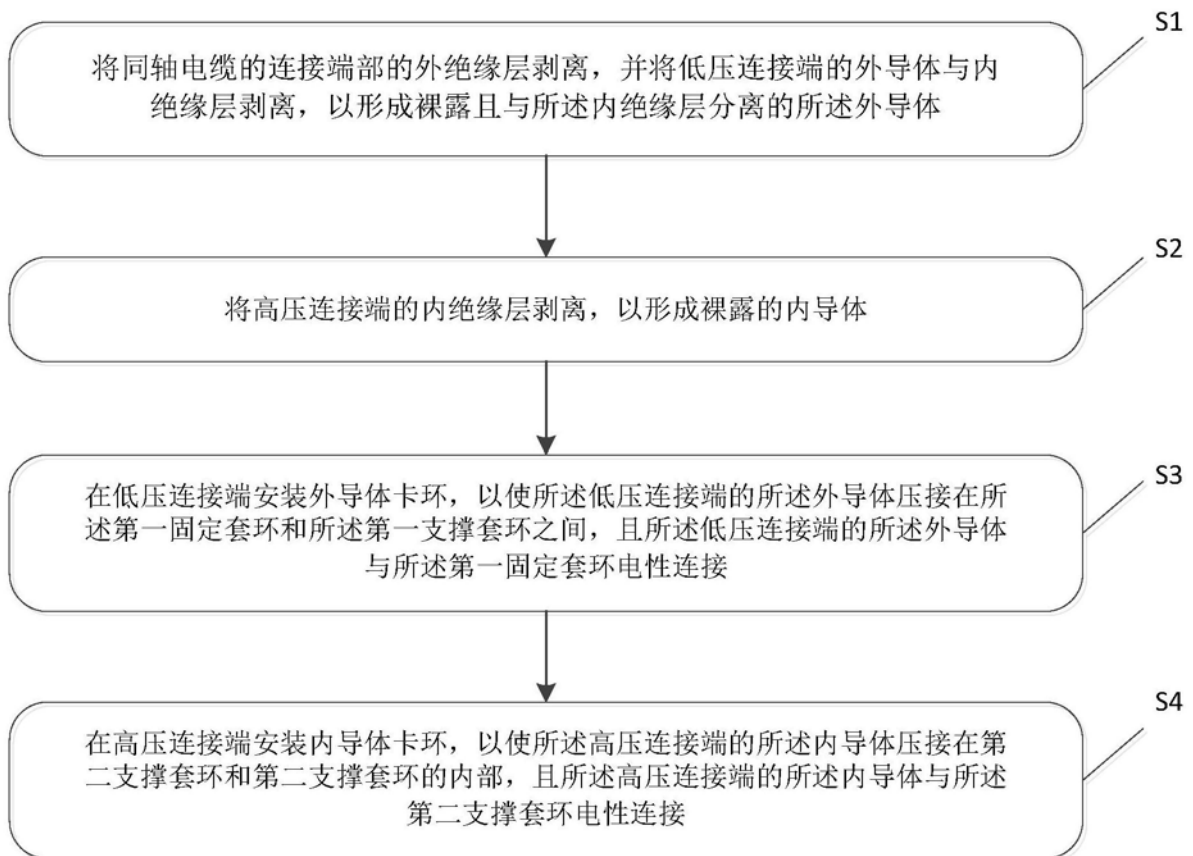 S1
将同轴电缆的连接端部的外绝缘层剥离，并将低压连接端的外导体与内
绝缘层剥离，以形成裸露且与所述内绝缘层分离的所述外导体
S2
将高压连接端的内绝缘层剥离，以形成裸露的内导体
S3
在低压连接端安装外导体卡环，以使所述低压连接端的所述外导体压接在所
述第一固定套环和所述第一支撑套环之间，且所述低压连接端的所述外导体
与所述第一固定套环电性连接
S4
在高压连接端安装内导体卡环，以使所述高压连接端的所述内导体压接在第
二支撑套环和第二支撑套环的内部，且所述高压连接端的所述内导体与所述
第二支撑套环电性连接